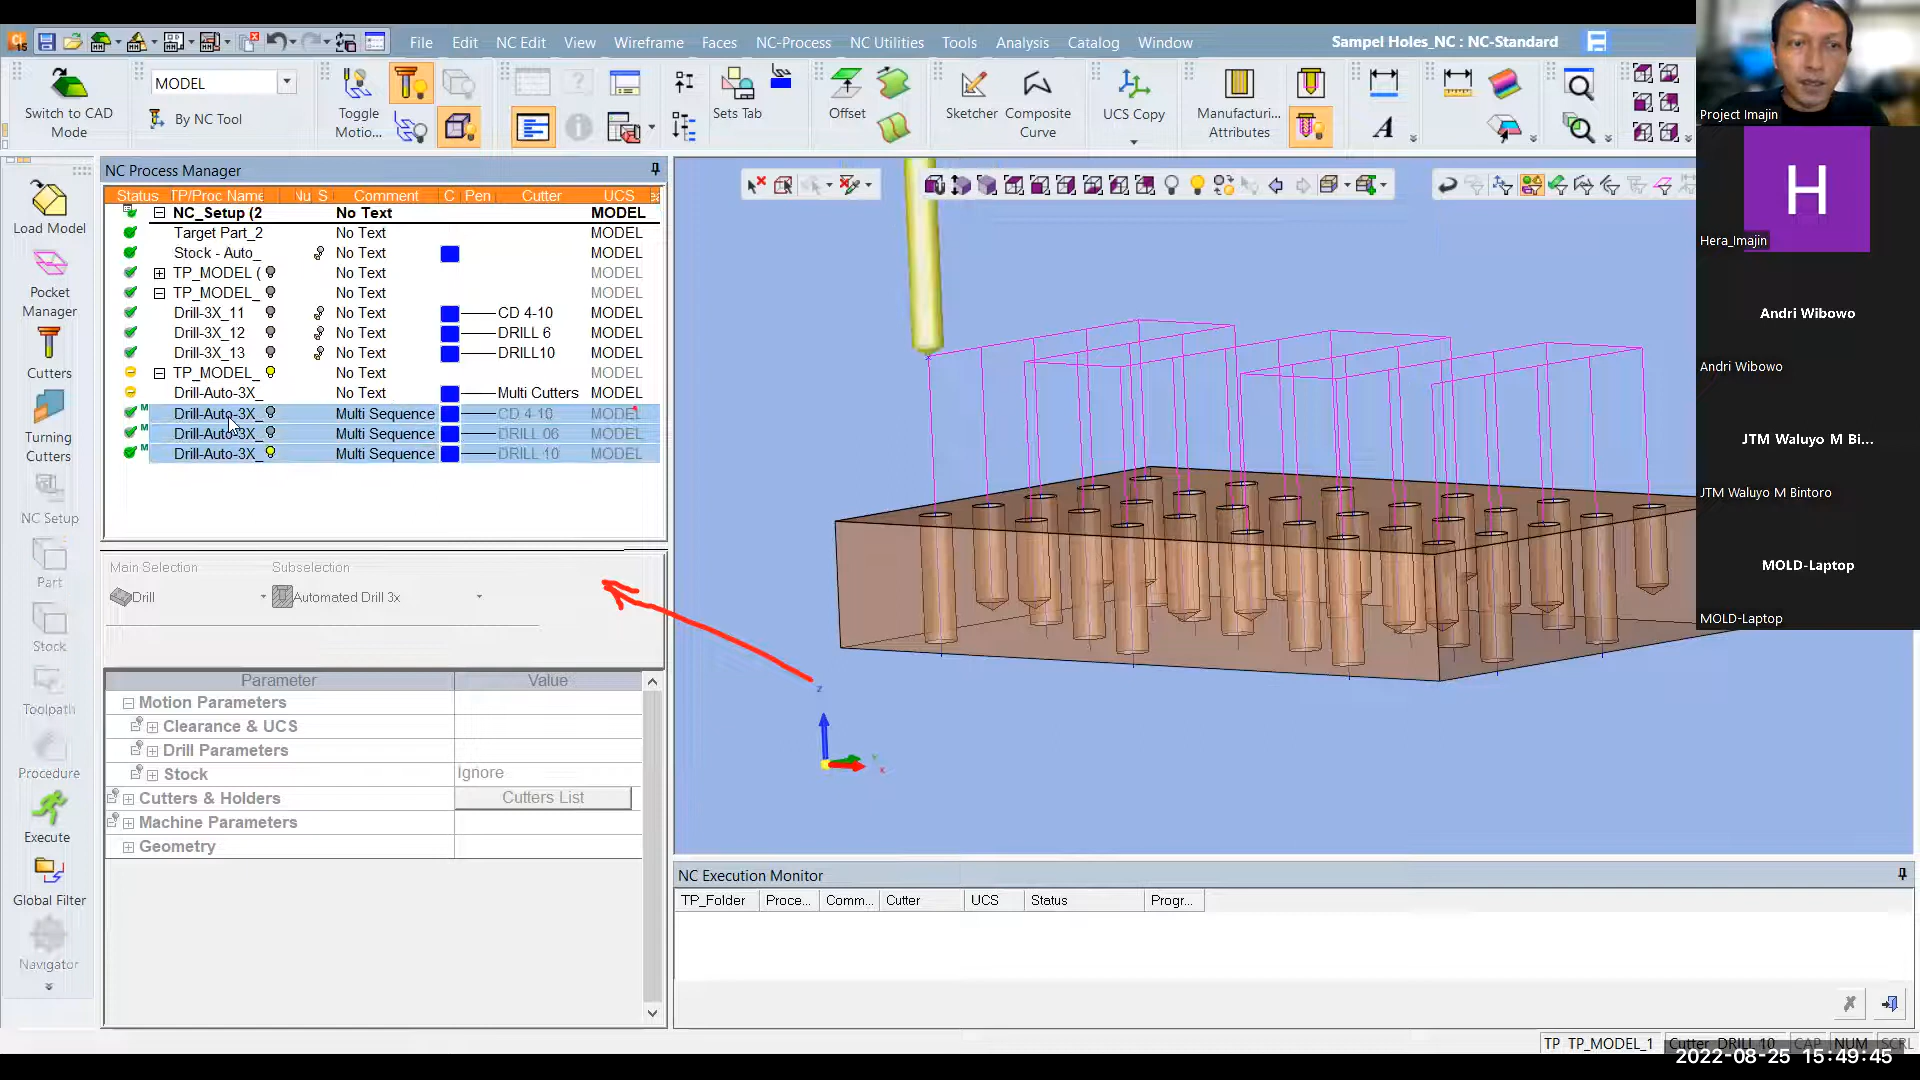 15
File Edit NC Edit View Wireframe Faces NC-Process NC Utilities Tools Analysis Catalog Window Sampel Holes_NC : NC-Standard
MODEL
By NC Tool
Switch to CAD
Mode
Toggle
Motio...
Sets Tab
Offset
Sketcher
Composite
Curve
UCS Copy
Manufacturi...
Attributes
A
Load Model
Pocket
Manager
Cutters
Turning
Cutters
NC Setup
Part
Stock
Toolpath
Procedure
Execute
Global Filter
Navigator
NC Process Manager
Status TP/Proc Name Nu S Comment C Pen Cutter UCS
NC_Setup (2 No Text MODEL
Target Part_2 No Text MODEL
Stock - Auto_ No Text MODEL
TP_MODEL ( No Text MODEL
TP_MODEL_ No Text MODEL
Drill-3X_11 No Text CD 4-10 MODEL
Drill-3X_12 No Text DRILL 6 MODEL
Drill-3X_13 No Text DRILL10 MODEL
TP_MODEL_ No Text MODEL
Drill-Auto-3X_ No Text Multi Cutters MODEL
M Drill-Auto-3X_ Multi Sequence CD 4-10 MODEL
M Drill-Auto-3X_ Multi Sequence DRILL 06 MODEL
M Drill-Auto-3X_ Multi Sequence DRILL 10 MODEL
Main Selection Subselection
Drill Automated Drill 3x
Parameter Value
Motion Parameters
Clearance & UCS
Drill Parameters
Stock Ignore
Cutters & Holders Cutters List
Machine Parameters
Geometry
Z
Y
X
NC Execution Monitor
TP_Folder Proce... Comm... Cutter UCS Status Progr...
TP TP_MODEL_1 Cutter DRILL 10 CAP NUM SCRL
2022-08-25 15:49:45
Project Imajin
H
Hera_Imajin
Andri Wibowo
Andri Wibowo
JTM Waluyo M Bi...
JTM Waluyo M Bintoro
MOLD-Laptop
MOLD-Laptop